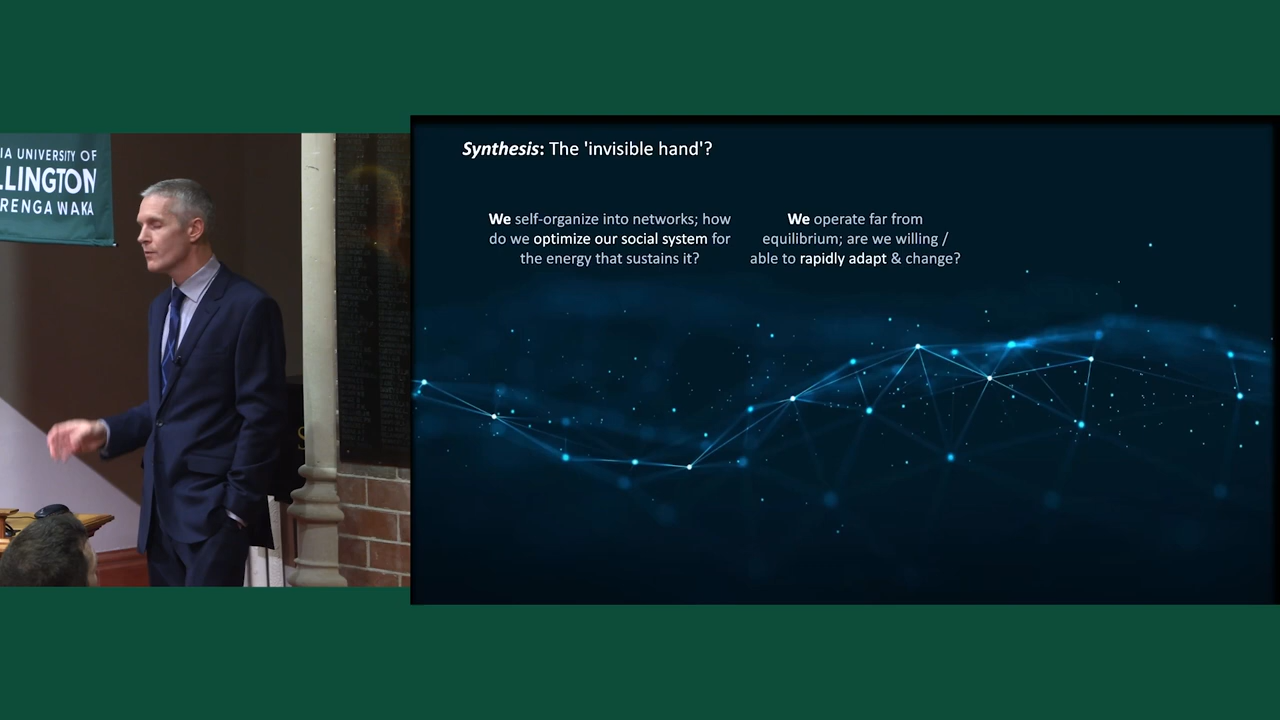 IA UNIVERSITY OF
LLINGTON
RENGA WAKA
Synthesis: The 'invisible hand'?
We self-organize into networks; how
do we optimize our social system for
the energy that sustains it?
We operate far from
equilibrium; are we willing /
able to rapidly adapt & change?